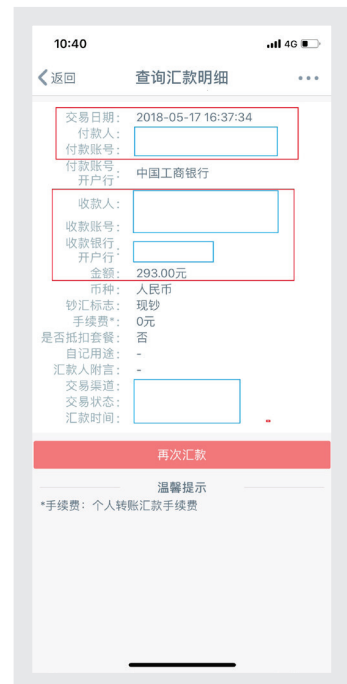 10:40 4G
返回 查询汇款明细 •••
交易日期: 2018-05-17 16:37:34
付款人:
付款账号:
付款账号
开户行: 中国工商银行
收款人:
收款账号:
收款银行
开户行:
金额: 293.00元
币种: 人民币
钞汇标志: 现钞
手续费*: 0元
是否抵扣套餐: 否
自记用途: -
汇款人附言: -
交易渠道:
交易状态:
汇款时间:
再次汇款
温馨提示
*手续费：个人转账汇款手续费